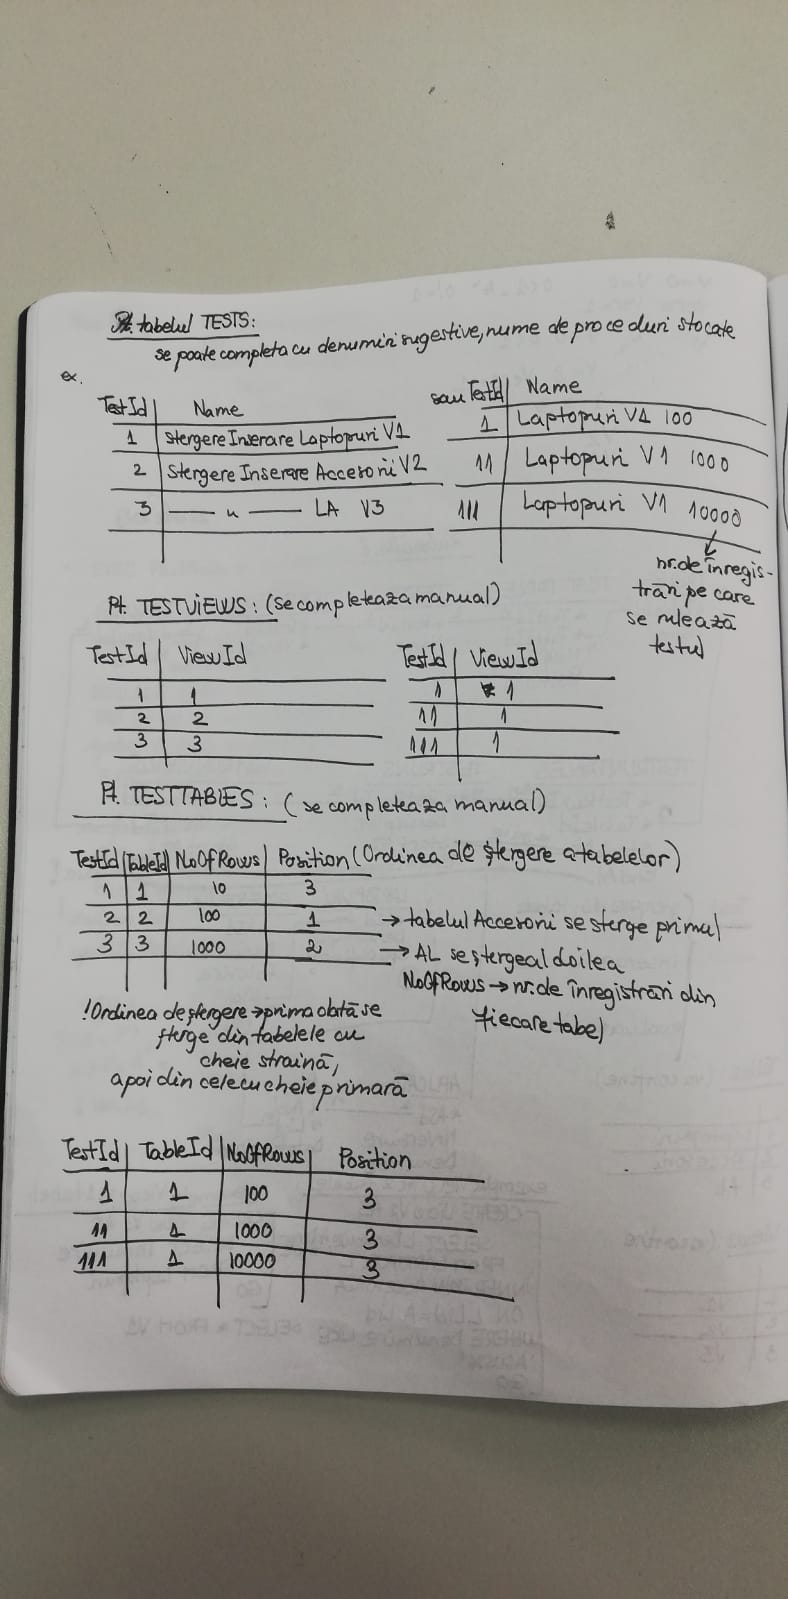 Pt. tabelul TESTS:
se poate completa cu denumiri sugestive, nume de proceduri stocate
ex.
TestId | Name
1 | Stergere Inserare Laptopuri V1
2 | Stergere Inserare Accesorii V2
3 | —— u —— LA V3
sau TestId | Name
1 | Laptopuri V1 100
11 | Laptopuri V1 1000
111 | Laptopuri V1 10000
nr. de înregis-
trări pe care
se rulează
testul
Pt. TESTVIEWS: (se completeaza manual)
TestId | ViewId
1 | 1
2 | 2
3 | 3
TestId | ViewId
1 | 1
11 | 1
111 | 1
Pt. TESTTABLES: (se completeaza manual)
TestId | TableId | NoOfRows | Position (Ordinea de ștergere a tabelelor)
1 | 1 | 10 | 3
2 | 2 | 100 | 1 → tabelul Accesorii se sterge primul
3 | 3 | 1000 | 2 → AL se șterge al doilea
NoOfRows → nr. de înregistrări din
fiecare tabel
! Ordinea de ștergere → prima dată se
șterge din tabelele cu
cheie străină,
apoi din cele cu cheie primară
TestId | TableId | NoOfRows | Position
1 | 1 | 100 | 3
11 | 1 | 1000 | 3
111 | 1 | 10000 | 3